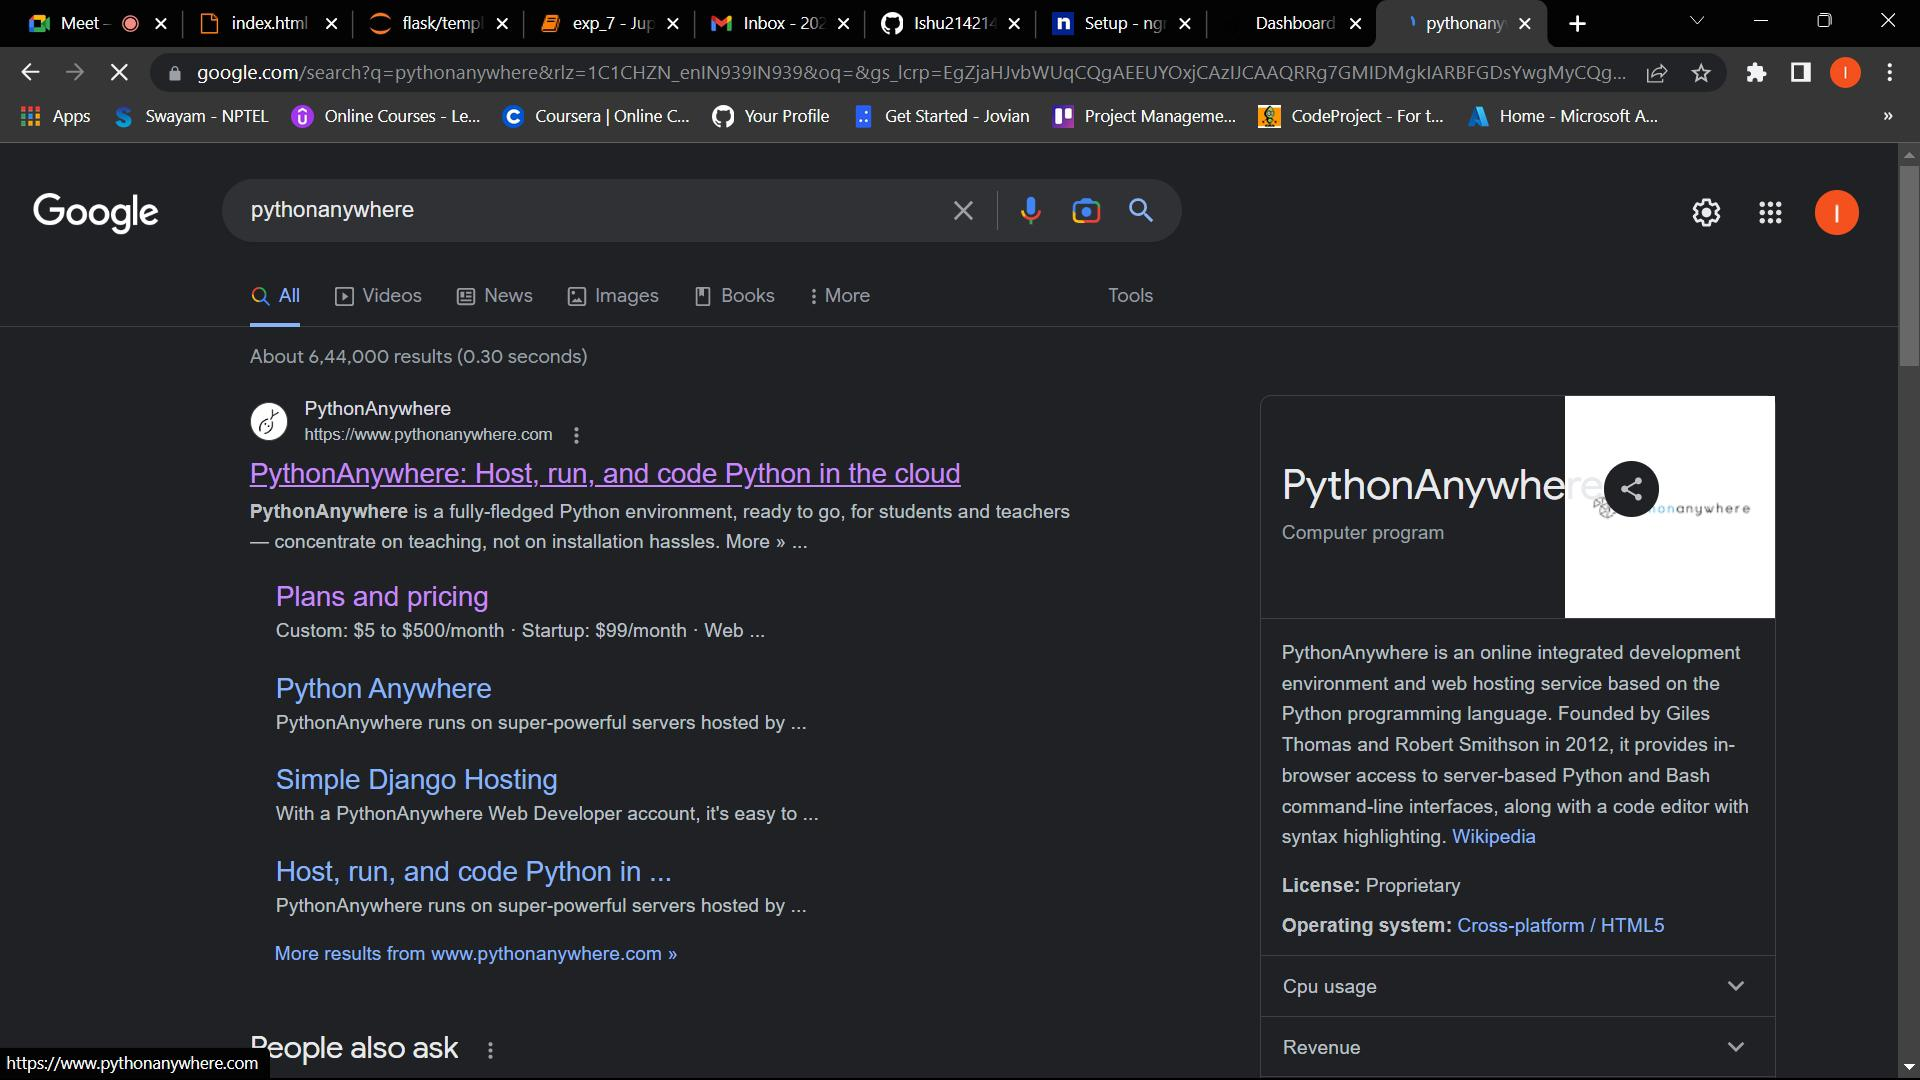 Meet -
index.html
flask/templ
exp_7 - Jup
Inbox - 202
Ishu214214
Setup - ngr
Dashboard
pythonany
google.com/search?q=pythonanywhere&rlz=1C1CHZN_enIN939IN939&oq=&gs_lcrp=EgZjaHJvbWUqCQgAEEUYOxjCAzIJCAAQRRg7GMIDMgkIARBFGDsYwgMyCQg...
I
Apps
Swayam - NPTEL
Online Courses - Le...
Coursera | Online C...
Your Profile
Get Started - Jovian
Project Manageme...
CodeProject - For t...
Home - Microsoft A...
»
Google
pythonanywhere
I
All
Videos
News
Images
Books
More
Tools
About 6,44,000 results (0.30 seconds)
PythonAnywhere
https://www.pythonanywhere.com
PythonAnywhere: Host, run, and code Python in the cloud
PythonAnywhere is a fully-fledged Python environment, ready to go, for students and teachers
— concentrate on teaching, not on installation hassles. More » ...
Plans and pricing
Custom: $5 to $500/month · Startup: $99/month · Web ...
Python Anywhere
PythonAnywhere runs on super-powerful servers hosted by ...
Simple Django Hosting
With a PythonAnywhere Web Developer account, it's easy to ...
Host, run, and code Python in ...
PythonAnywhere runs on super-powerful servers hosted by ...
More results from www.pythonanywhere.com »
People also ask
https://www.pythonanywhere.com
PythonAnywhere
onanywhere
Computer program
PythonAnywhere is an online integrated development
environment and web hosting service based on the
Python programming language. Founded by Giles
Thomas and Robert Smithson in 2012, it provides in-
browser access to server-based Python and Bash
command-line interfaces, along with a code editor with
syntax highlighting. Wikipedia
License: Proprietary
Operating system: Cross-platform / HTML5
Cpu usage
Revenue